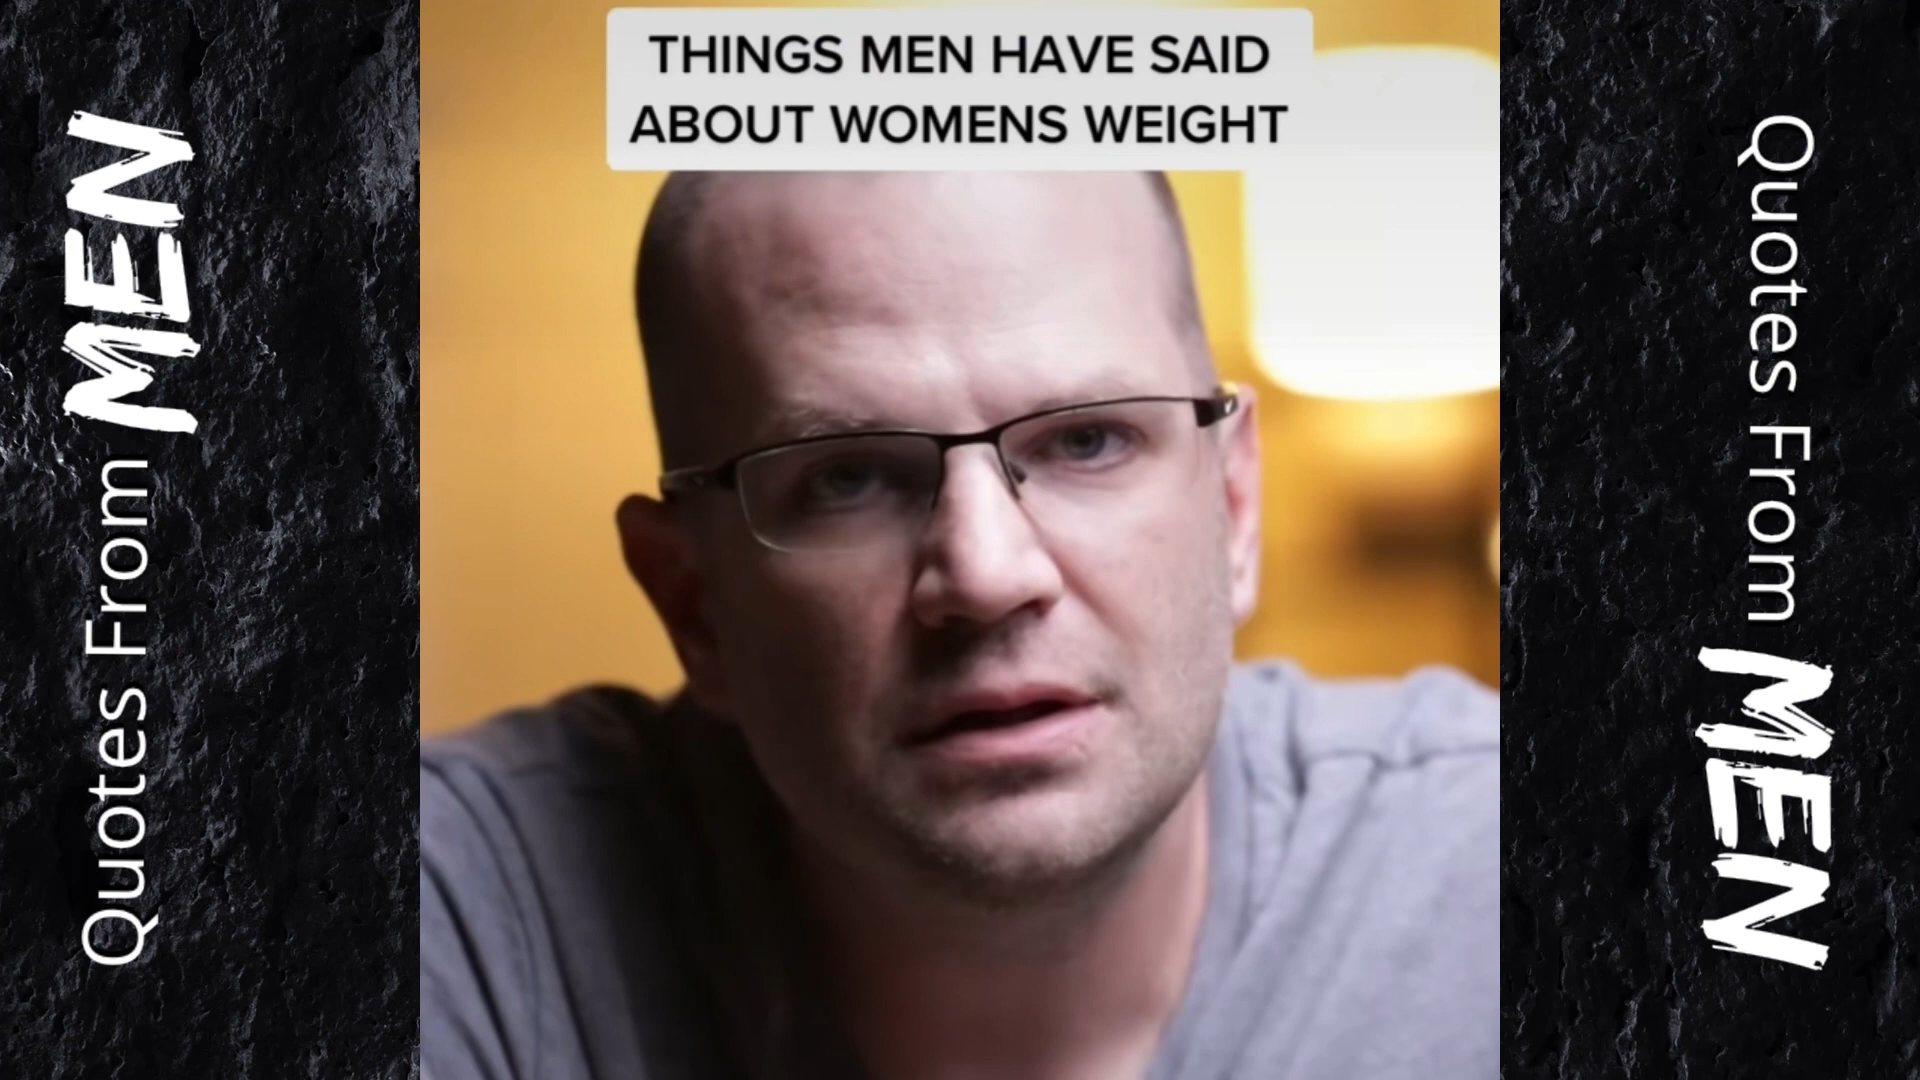 THINGS MEN HAVE SAID
ABOUT WOMENS WEIGHT
Quotes From MEN
Quotes From MEN